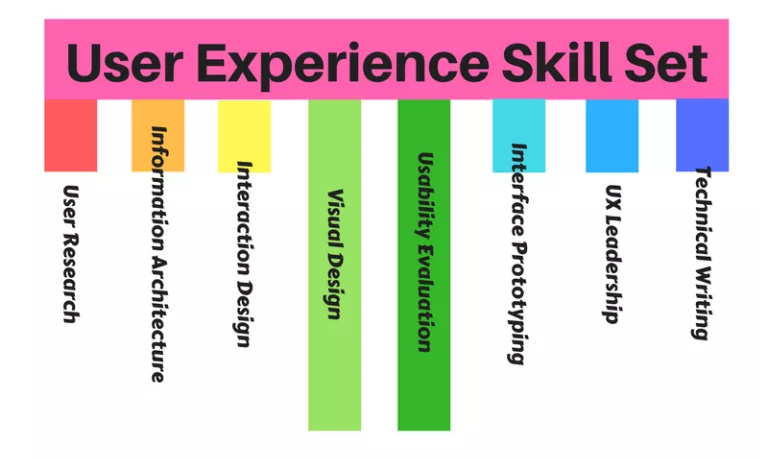 User Experience Skill Set
User Research
Information Architecture
Interaction Design
Visual Design
Usability Evaluation
Interface Prototyping
UX Leadership
Technical Writing